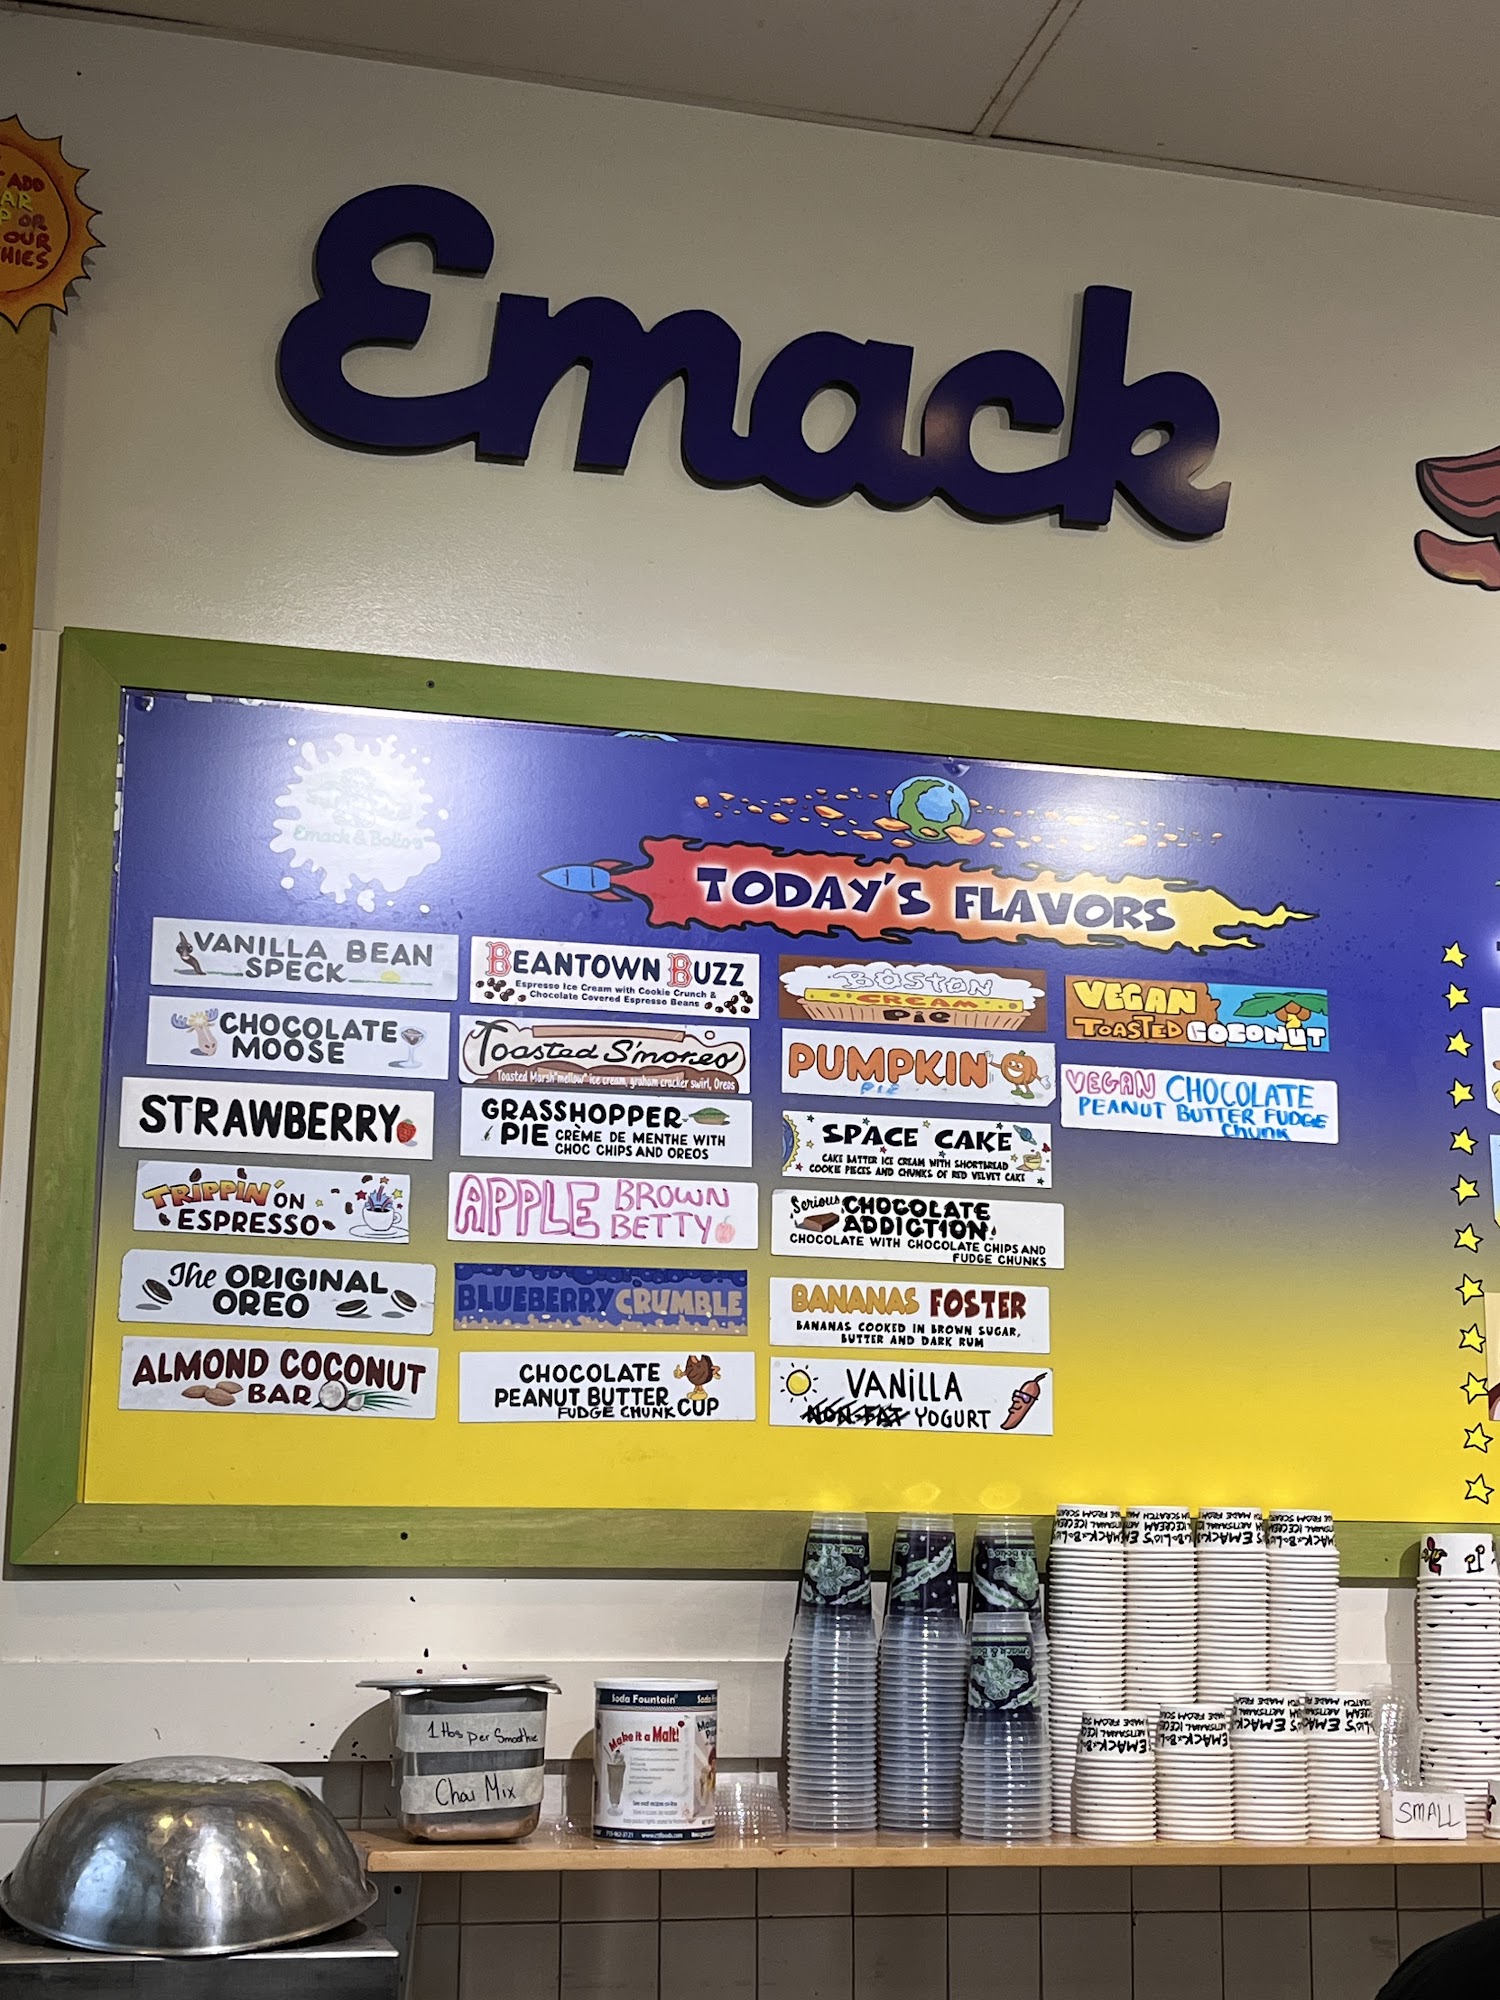 ADD
OR
OUR
Emack
Emack & Bolio's
TODAY'S FLAVORS
VANILLA BEAN
SPECK
CHOCOLATE
MOOSE
STRAWBERRY
TRIPPIN' ON
ESPRESSO
The ORIGINAL
OREO
ALMOND COCONUT
BAR
BEANTOWN BUZZ
Espresso Ice Cream with Cookie Crunch &
Chocolate Covered Espresso Beans
Toasted S'mores
Toasted Marsh"mellow" ice cream, graham cracker swirl, Oreos
GRASSHOPPER
PIE CRÈME DE MENTHE WITH
CHOC CHIPS AND OREOS
APPLE BROWN
BETTY
BLUEBERRY CRUMBLE
CHOCOLATE
PEANUT BUTTER
FUDGE CHUNK CUP
BOSTON
CREAM
PIE
PUMPKIN
PIE
SPACE CAKE
CAKE BATTER ICE CREAM WITH SHORTBREAD
COOKIE PIECES AND CHUNKS OF RED VELVET CAKE
Serious CHOCOLATE
ADDICTION
CHOCOLATE WITH CHOCOLATE CHIPS AND
FUDGE CHUNKS
BANANAS FOSTER
BANANAS COOKED IN BROWN SUGAR,
BUTTER AND DARK RUM
VANILLA
NON-FAT YOGURT
VEGAN
TOASTED COCONUT
VEGAN CHOCOLATE
PEANUT BUTTER FUDGE
Chunk
1 tbs per Smoothie
Chai Mix
Soda Fountain
Make it a Malt!
SMALL